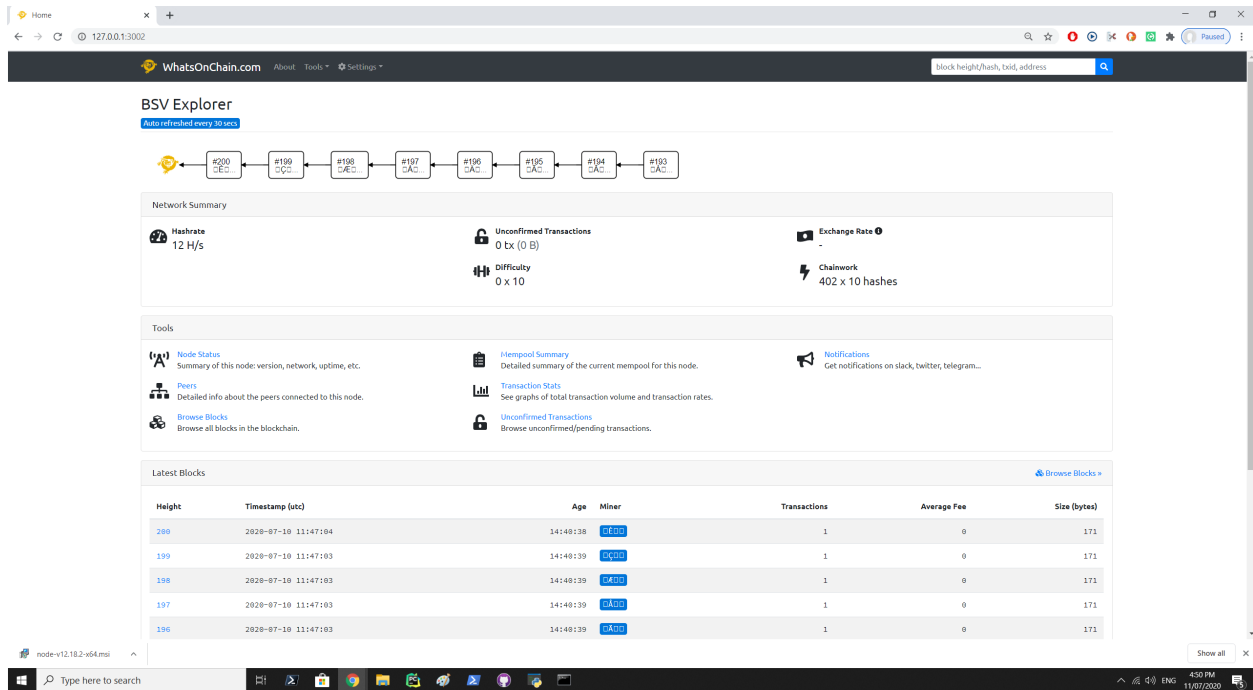 Home
127.0.0.1:3002
Paused
WhatsOnChain.com About Tools Settings
block height/hash, txid, address
BSV Explorer
Auto refreshed every 30 secs
#200 #199 #198 #197 #196 #195 #194 #193
□È□... □Ç□... □Æ□... □Å□... □Ä□... □Ã□... □Â□... □Á□...
Network Summary
Hashrate
12 H/s
Unconfirmed Transactions
0 tx (0 B)
Exchange Rate
-
Difficulty
0 x 10
Chainwork
402 x 10 hashes
Tools
Node Status
Summary of this node: version, network, uptime, etc.
Mempool Summary
Detailed summary of the current mempool for this node.
Notifications
Get notifications on slack, twitter, telegram...
Peers
Detailed info about the peers connected to this node.
Transaction Stats
See graphs of total transaction volume and transaction rates.
Browse Blocks
Browse all blocks in the blockchain.
Unconfirmed Transactions
Browse unconfirmed/pending transactions.
Latest Blocks Browse Blocks »
Height Timestamp (utc) Age Miner Transactions Average Fee Size (bytes)
200 2020-07-10 11:47:04 14:40:38 □È□□ 1 0 171
199 2020-07-10 11:47:03 14:40:39 □Ç□□ 1 0 171
198 2020-07-10 11:47:03 14:40:39 □Æ□□ 1 0 171
197 2020-07-10 11:47:03 14:40:39 □Å□□ 1 0 171
196 2020-07-10 11:47:03 14:40:39 □Ä□□ 1 0 171
node-v12.18.2-x64.msi
Show all
Type here to search
ENG
4:50 PM
11/07/2020
5